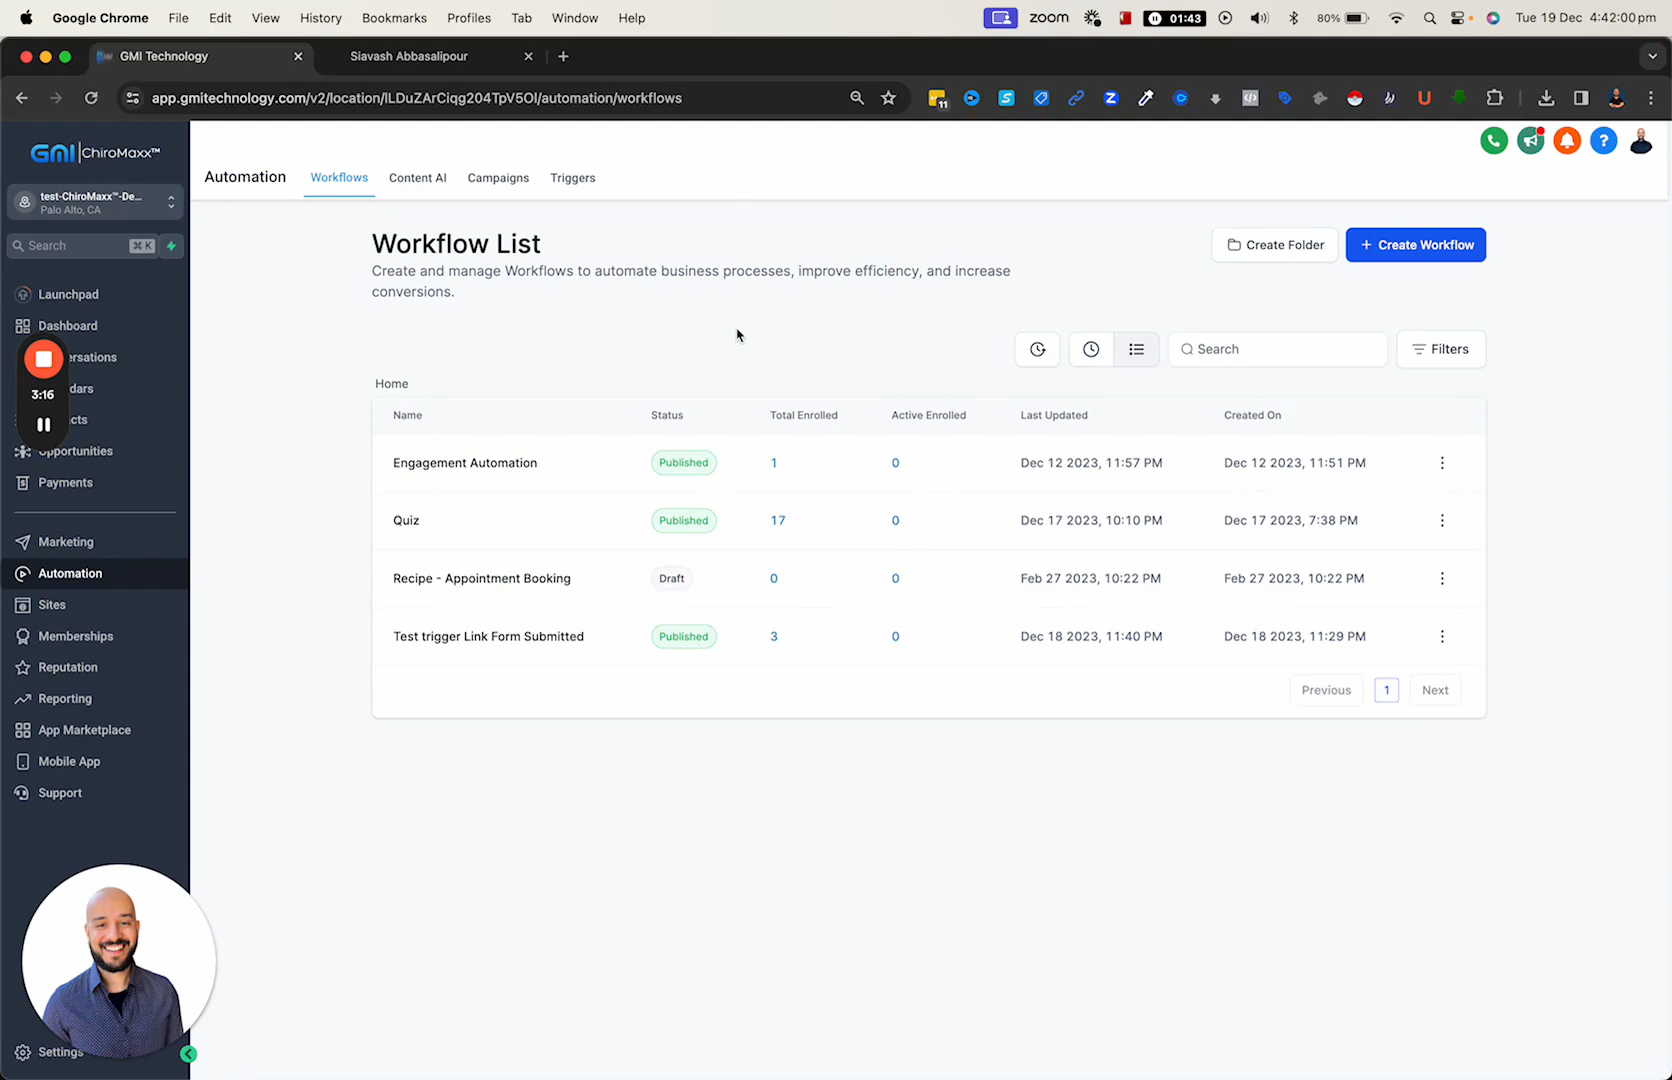 Google Chrome File Edit View History Bookmarks Profiles Tab Window Help
zoom 01:43 80% Tue 19 Dec 4:42:00 pm
GMI Technology
Siavash Abbasalipour
app.gmitechnology.com/v2/location/lLDuZArCiqg204TpV5Ol/automation/workflows
11
GMI ChiroMaxx™
test-ChiroMaxx™-De...
Palo Alto, CA
Search ⌘ K
Launchpad
Dashboard
ersations
3:16
dars
cts
Opportunities
Payments
Marketing
Automation
Sites
Memberships
Reputation
Reporting
App Marketplace
Mobile App
Support
Settings
Automation Workflows Content AI Campaigns Triggers
Workflow List
Create Folder
+ Create Workflow
Create and manage Workflows to automate business processes, improve efficiency, and increase
conversions.
Search
Filters
Home
Name Status Total Enrolled Active Enrolled Last Updated Created On
Engagement Automation Published 1 0 Dec 12 2023, 11:57 PM Dec 12 2023, 11:51 PM
Quiz Published 17 0 Dec 17 2023, 10:10 PM Dec 17 2023, 7:38 PM
Recipe - Appointment Booking Draft 0 0 Feb 27 2023, 10:22 PM Feb 27 2023, 10:22 PM
Test trigger Link Form Submitted Published 3 0 Dec 18 2023, 11:40 PM Dec 18 2023, 11:29 PM
Previous 1 Next